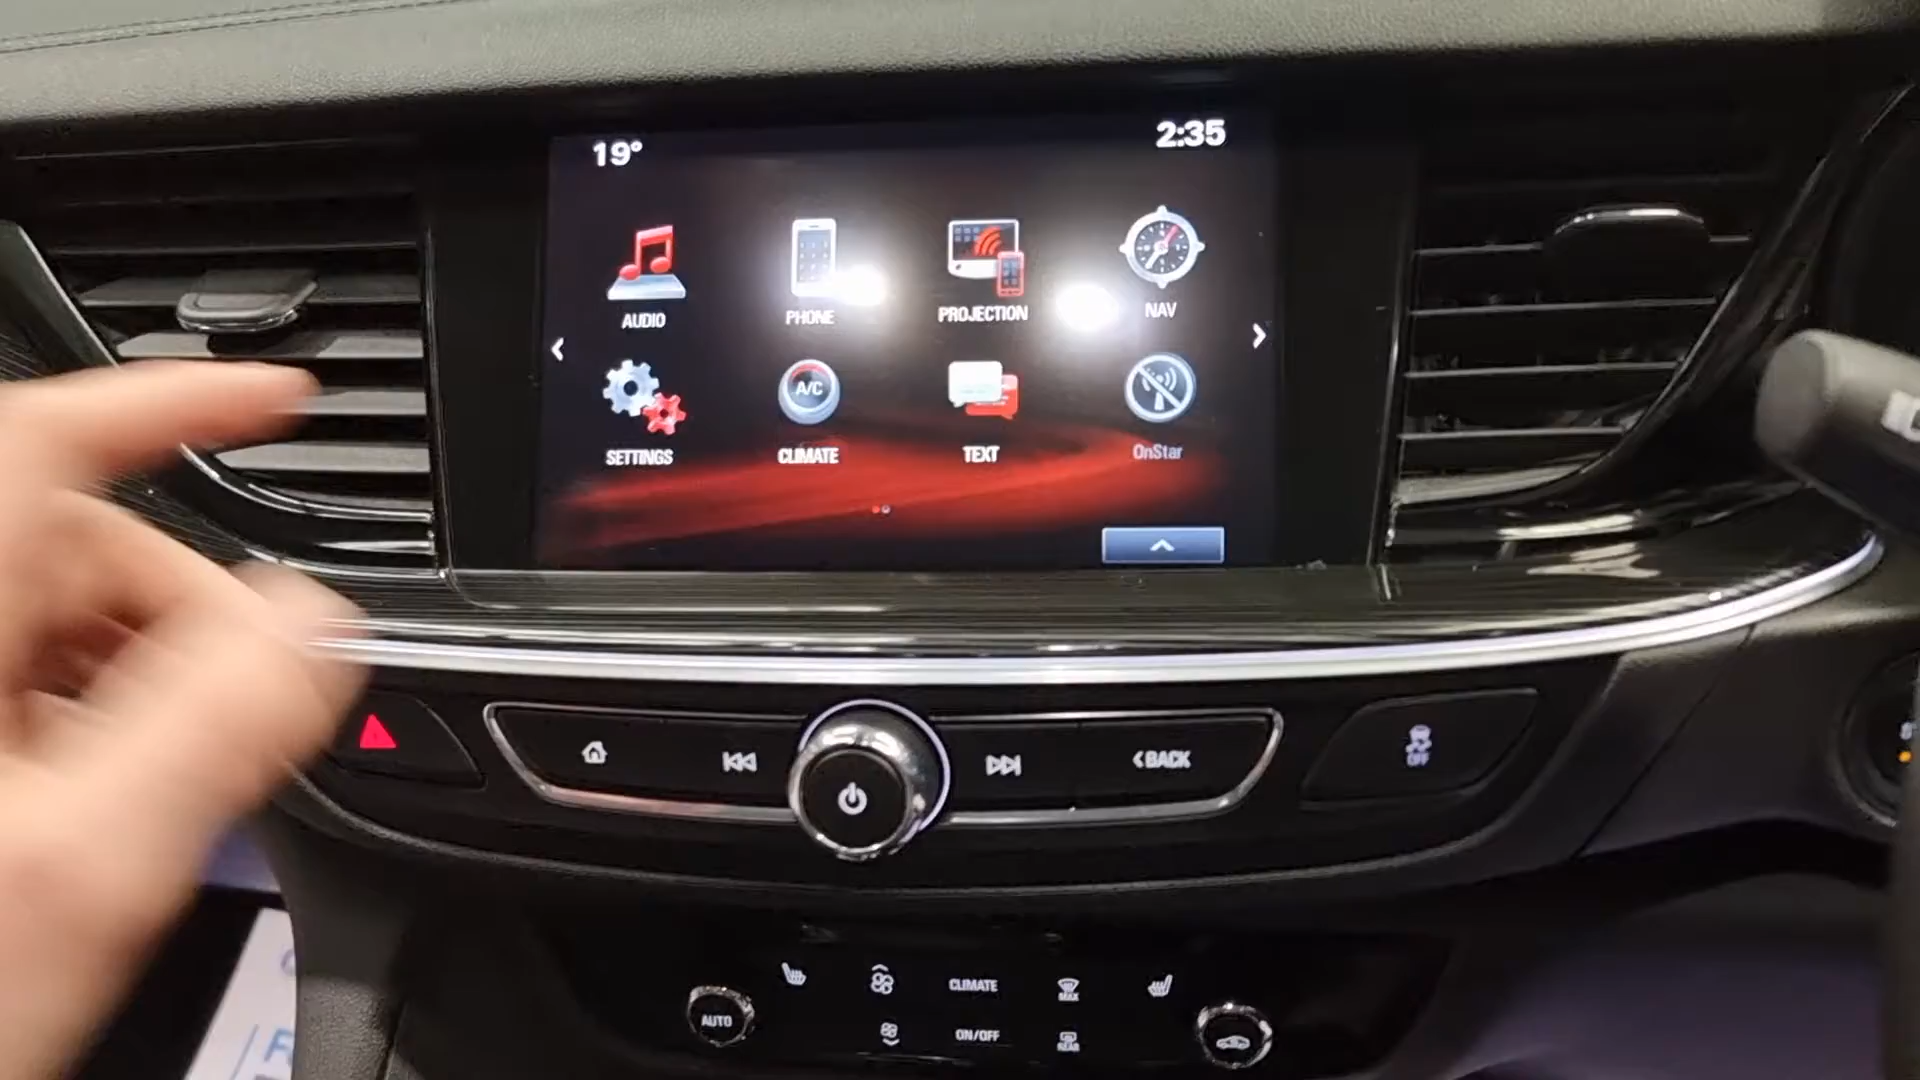 19°
2:35
AUDIO
PHONE
PROJECTION
NAV
SETTINGS
A/C
CLIMATE
TEXT
OnStar
BACK
OFF
CLIMATE
MAX
AUTO
ON/OFF
REAR